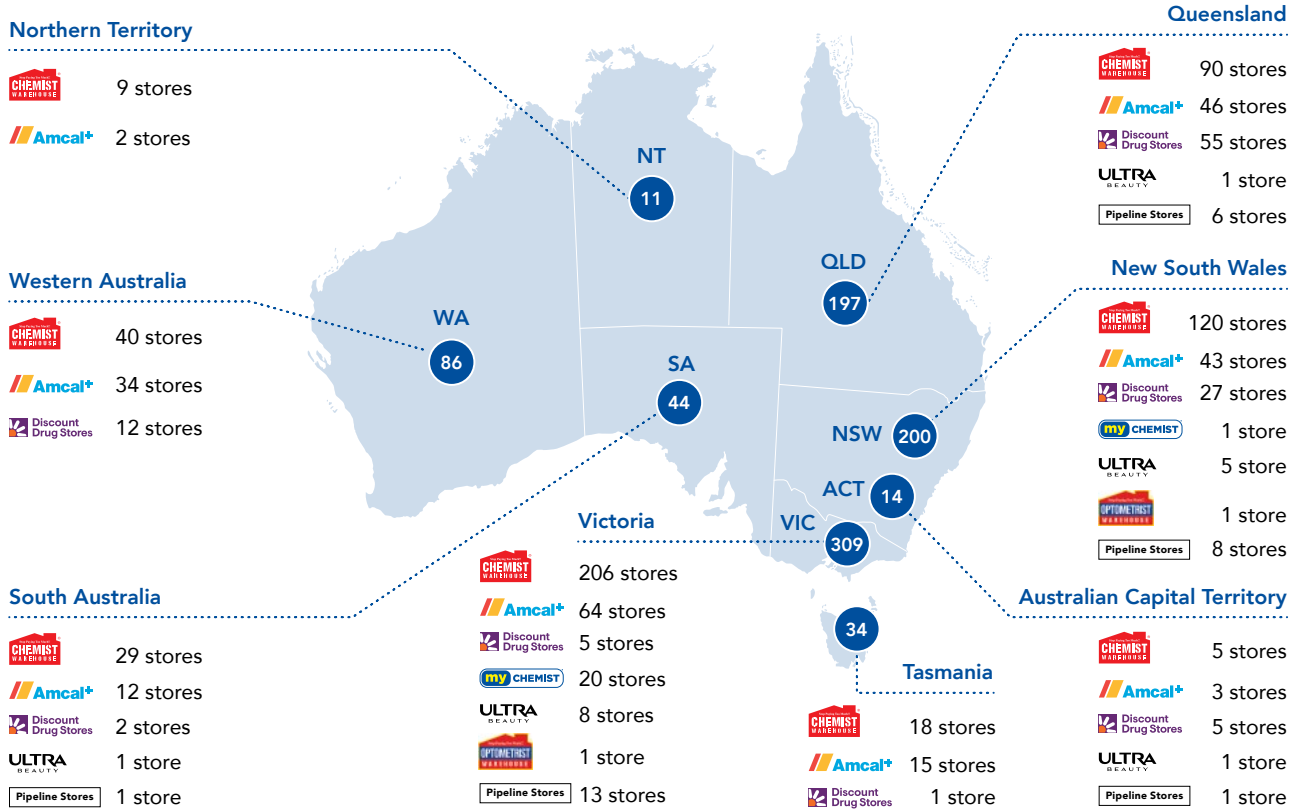 Northern Territory
CHEMIST WAREHOUSE 9 stores
Amcal+ 2 stores
Western Australia
CHEMIST WAREHOUSE 40 stores
Amcal+ 34 stores
Discount Drug Stores 12 stores
South Australia
CHEMIST WAREHOUSE 29 stores
Amcal+ 12 stores
Discount Drug Stores 2 stores
ULTRA BEAUTY 1 store
Pipeline Stores 1 store
NT
11
QLD
197
WA
86
SA
44
NSW 200
ACT 14
VIC
309
34
Victoria
CHEMIST WAREHOUSE 206 stores
Amcal+ 64 stores
Discount Drug Stores 5 stores
my CHEMIST 20 stores
ULTRA BEAUTY 8 stores
OPTOMETRIST WAREHOUSE 1 store
Pipeline Stores 13 stores
Tasmania
CHEMIST WAREHOUSE 18 stores
Amcal+ 15 stores
Discount Drug Stores 1 store
Queensland
CHEMIST WAREHOUSE 90 stores
Amcal+ 46 stores
Discount Drug Stores 55 stores
ULTRA BEAUTY 1 store
Pipeline Stores 6 stores
New South Wales
CHEMIST WAREHOUSE 120 stores
Amcal+ 43 stores
Discount Drug Stores 27 stores
my CHEMIST 1 store
ULTRA BEAUTY 5 store
OPTOMETRIST WAREHOUSE 1 store
Pipeline Stores 8 stores
Australian Capital Territory
CHEMIST WAREHOUSE 5 stores
Amcal+ 3 stores
Discount Drug Stores 5 stores
ULTRA BEAUTY 1 store
Pipeline Stores 1 store